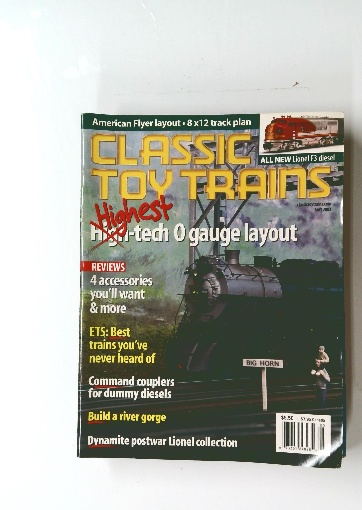 American Flyer layout • 8 x 12 track plan
CLASSIC
TOY TRAINS
ALL NEW Lionel F3 diesel
Highest
High-tech O gauge layout
REVIEWS
4 accessories
you'll want
& more
ETS: Best
trains you've
never heard of
BIG HORN
Command couplers
for dummy diesels
Build a river gorge
Dynamite postwar Lionel collection